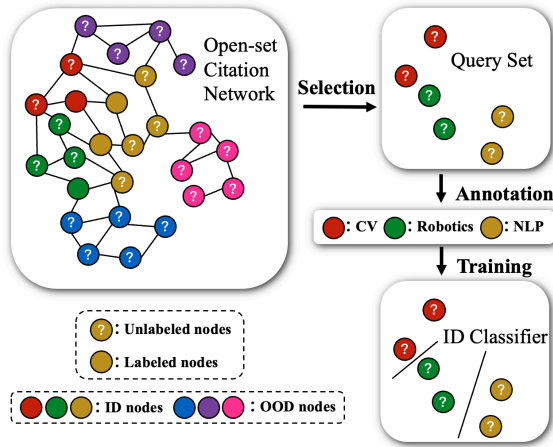 Open-set
Citation
Network
Selection
Query Set
Annotation
: CV : Robotics : NLP
Training
ID Classifier
? : Unlabeled nodes
: Labeled nodes
: ID nodes : OOD nodes